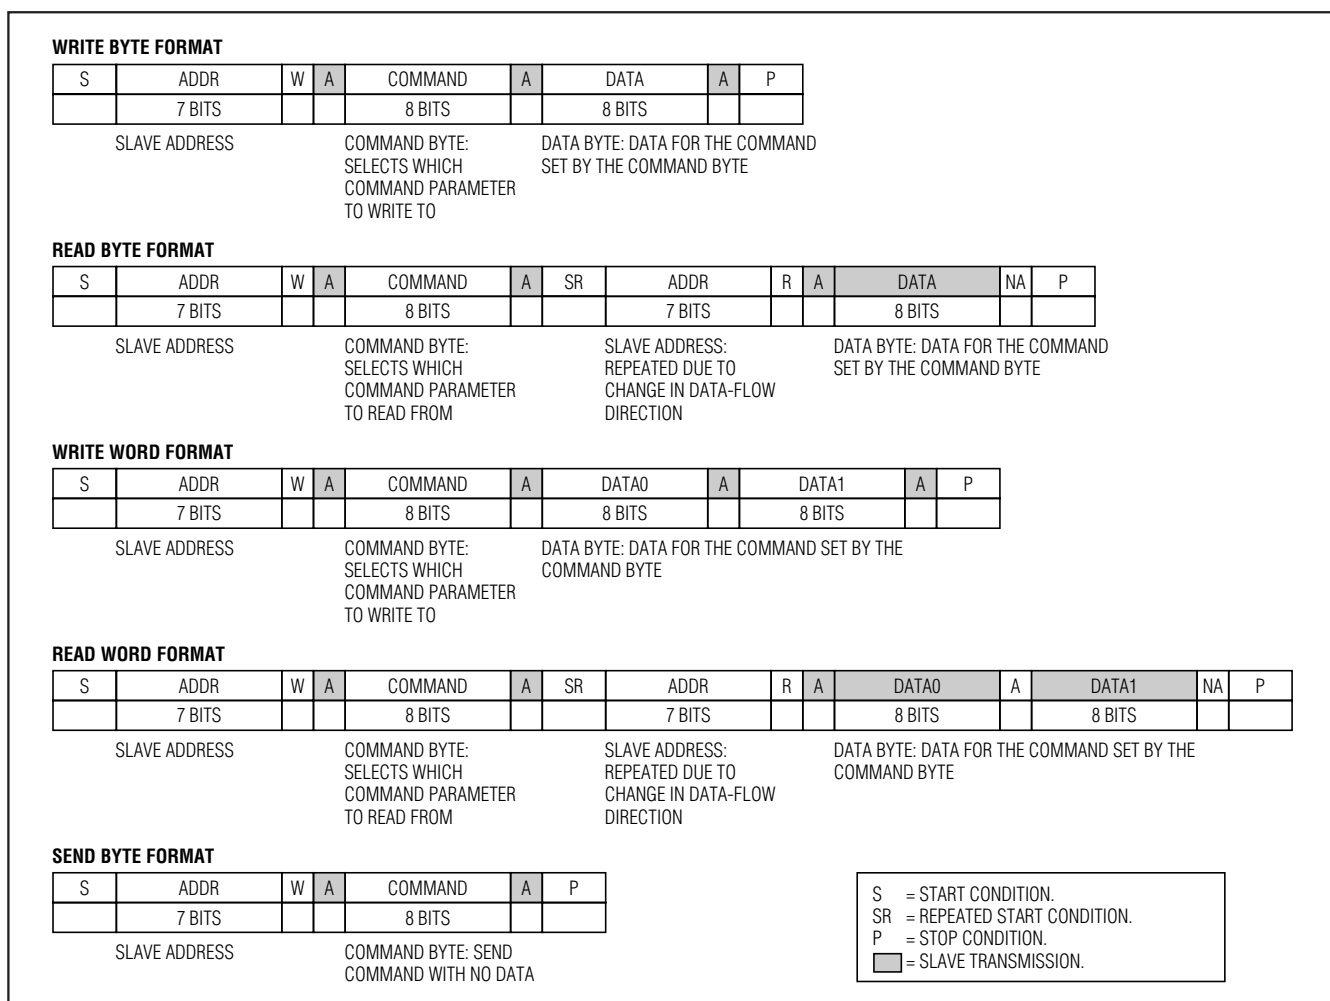 WRITE BYTE FORMAT
S ADDR W A COMMAND A DATA A P
7 BITS 8 BITS 8 BITS
SLAVE ADDRESS COMMAND BYTE: DATA BYTE: DATA FOR THE COMMAND
SELECTS WHICH SET BY THE COMMAND BYTE
COMMAND PARAMETER
TO WRITE TO
READ BYTE FORMAT
S ADDR W A COMMAND A SR ADDR R A DATA NA P
7 BITS 8 BITS 7 BITS 8 BITS
SLAVE ADDRESS COMMAND BYTE: SLAVE ADDRESS: DATA BYTE: DATA FOR THE COMMAND
SELECTS WHICH REPEATED DUE TO SET BY THE COMMAND BYTE
COMMAND PARAMETER CHANGE IN DATA-FLOW
TO READ FROM DIRECTION
WRITE WORD FORMAT
S ADDR W A COMMAND A DATA0 A DATA1 A P
7 BITS 8 BITS 8 BITS 8 BITS
SLAVE ADDRESS COMMAND BYTE: DATA BYTE: DATA FOR THE COMMAND SET BY THE
SELECTS WHICH COMMAND BYTE
COMMAND PARAMETER
TO WRITE TO
READ WORD FORMAT
S ADDR W A COMMAND A SR ADDR R A DATA0 A DATA1 NA P
7 BITS 8 BITS 7 BITS 8 BITS 8 BITS
SLAVE ADDRESS COMMAND BYTE: SLAVE ADDRESS: DATA BYTE: DATA FOR THE COMMAND SET BY THE
SELECTS WHICH REPEATED DUE TO COMMAND BYTE
COMMAND PARAMETER CHANGE IN DATA-FLOW
TO READ FROM DIRECTION
SEND BYTE FORMAT
S ADDR W A COMMAND A P
7 BITS 8 BITS
SLAVE ADDRESS COMMAND BYTE: SEND
COMMAND WITH NO DATA
S = START CONDITION.
SR = REPEATED START CONDITION.
P = STOP CONDITION.
= SLAVE TRANSMISSION.